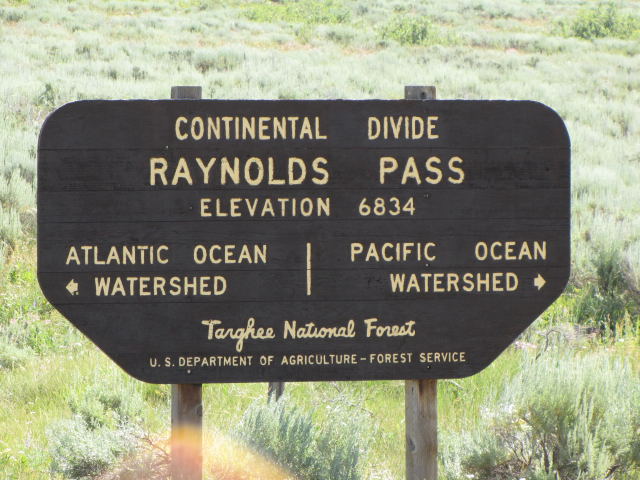 CONTINENTAL DIVIDE
RAYNOLDS PASS
ELEVATION 6834
ATLANTIC OCEAN
← WATERSHED
PACIFIC OCEAN
WATERSHED →
Targhee National Forest
U.S. DEPARTMENT OF AGRICULTURE - FOREST SERVICE